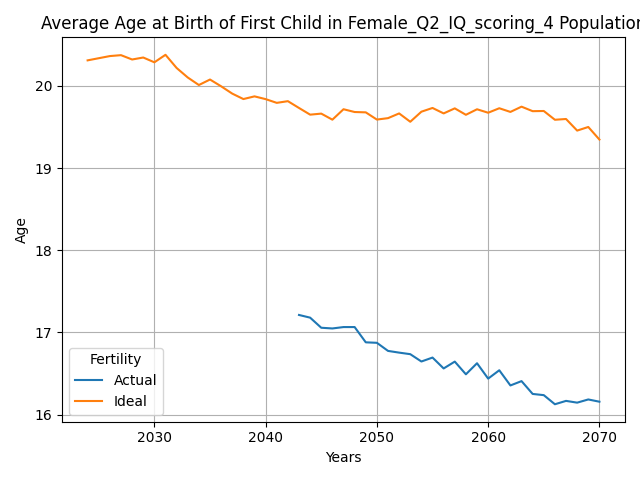 Average Age at Birth of First Child in Female_Q2_IQ_scoring_4 Population
20
19
18
17
16
Age
Fertility
Actual
Ideal
2030
2040
2050
2060
2070
Years